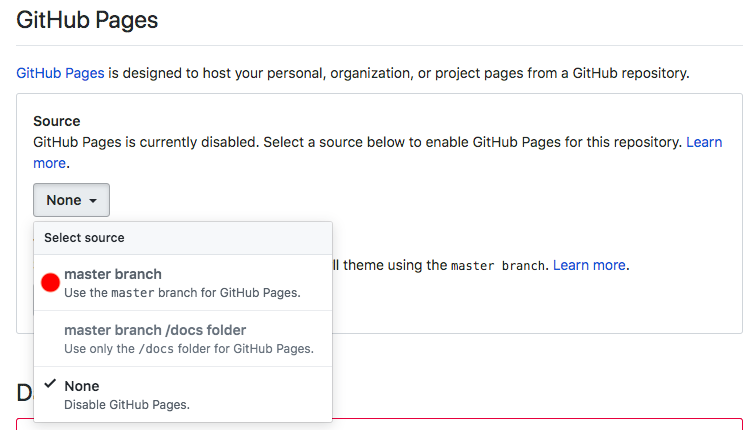 GitHub Pages
GitHub Pages is designed to host your personal, organization, or project pages from a GitHub repository.
Source
GitHub Pages is currently disabled. Select a source below to enable GitHub Pages for this repository. Learn
more.
None
Select source
master branch
Use the master branch for GitHub Pages.
ll theme using the master branch. Learn more.
master branch /docs folder
Use only the /docs folder for GitHub Pages.
None
Disable GitHub Pages.